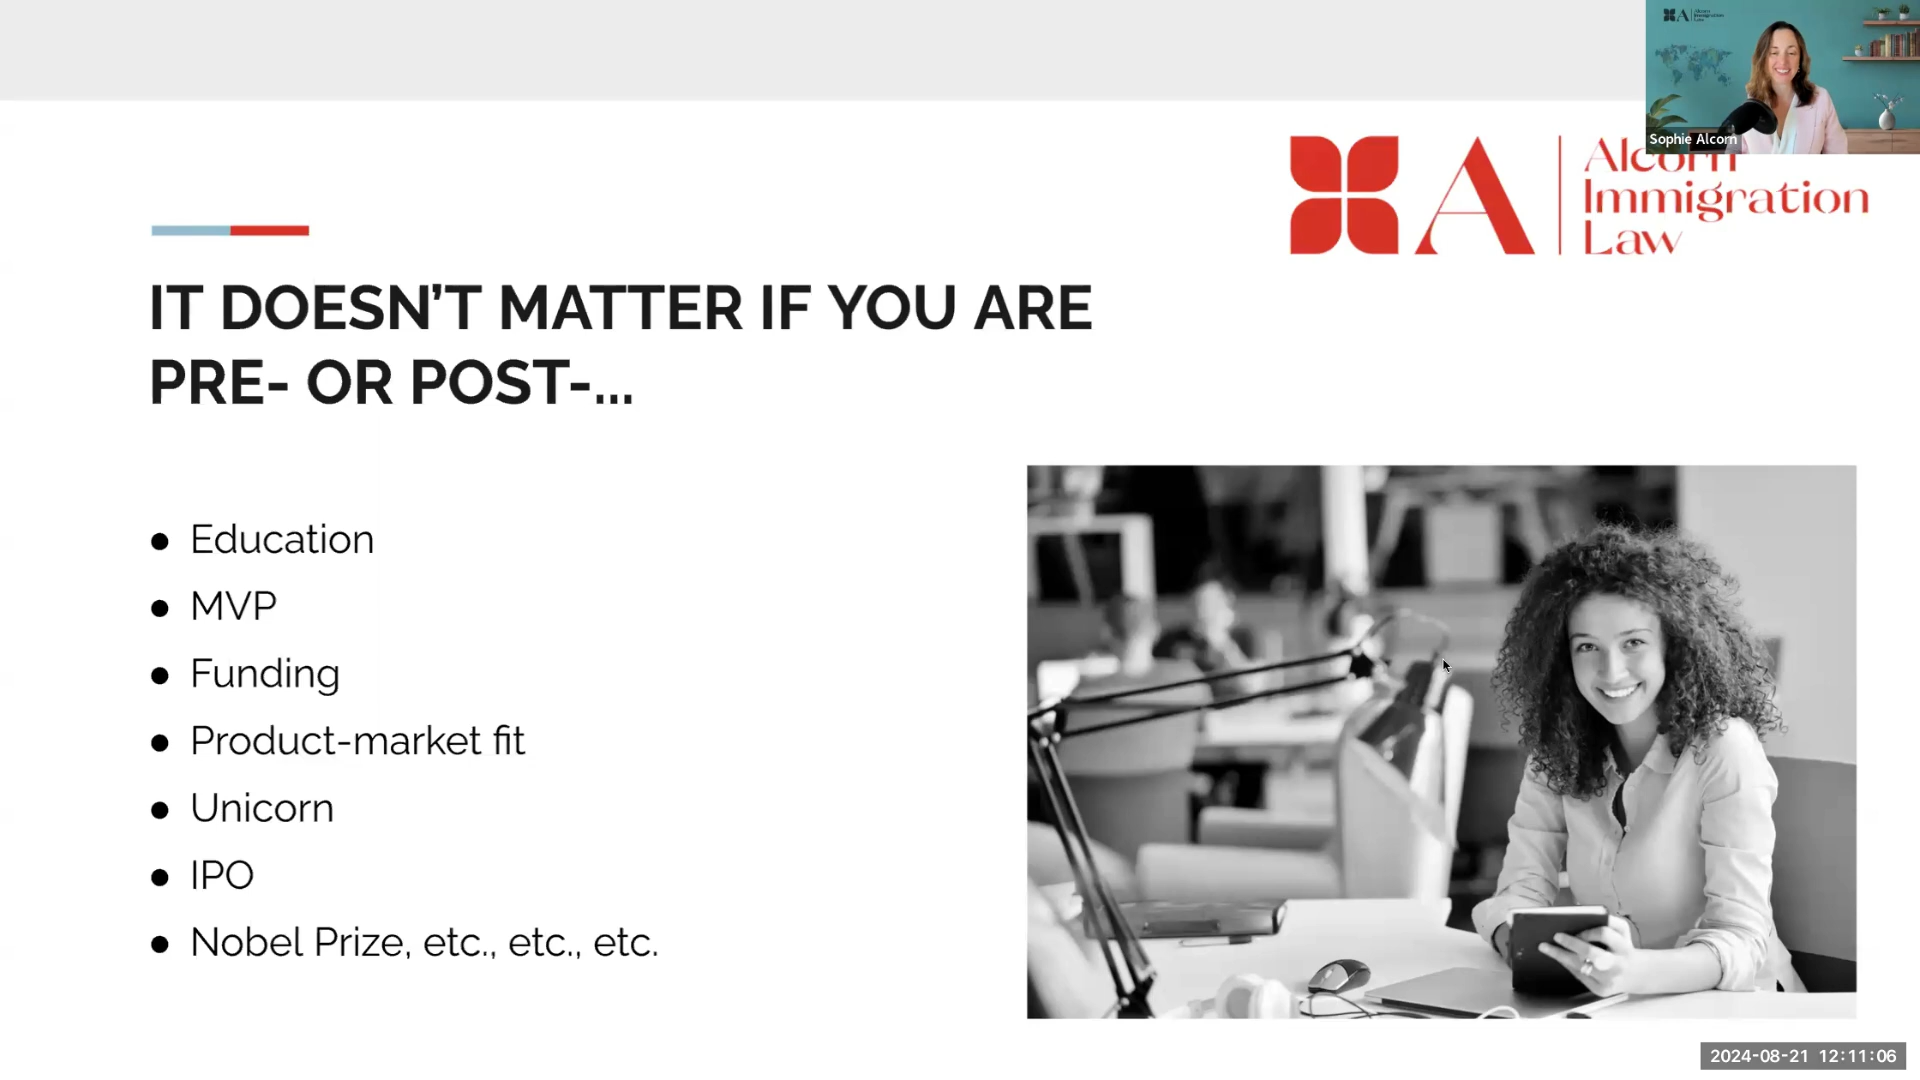 Sophie Alcorn
A
Alcorn
Immigration
Law
IT DOESN’T MATTER IF YOU ARE
PRE- OR POST-...
● Education
● MVP
● Funding
● Product-market fit
● Unicorn
● IPO
● Nobel Prize, etc., etc., etc.
2024-08-21 12:11:06